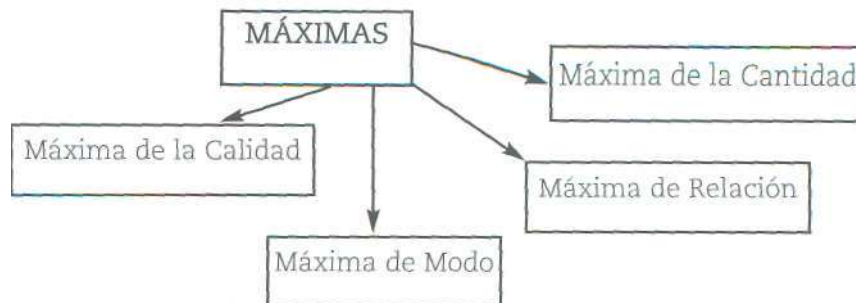 MÁXIMAS
Máxima de la Cantidad
Máxima de la Calidad
Máxima de Relación
Máxima de Modo